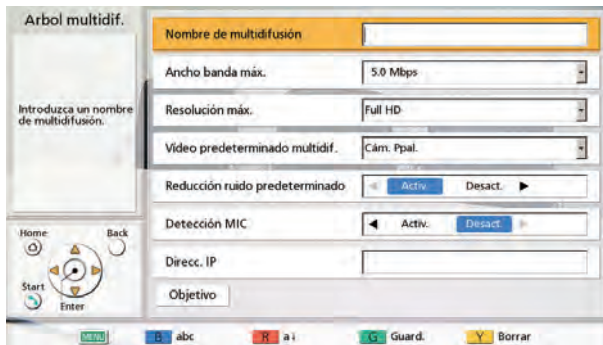 Arbol multidif.
Introduzca un nombre
de multidifusión.
Nombre de multidifusión
Ancho banda máx.
5.0 Mbps
Resolución máx.
Full HD
Vídeo predeterminado multidif.
Cám. Ppal.
Reducción ruido predeterminado
Activ.
Desact.
Detección MIC
Activ.
Desact.
Direcc. IP
Objetivo
Home
Back
Start
Enter
MENU
B abc
R a↓
G Guard.
Y Borrar